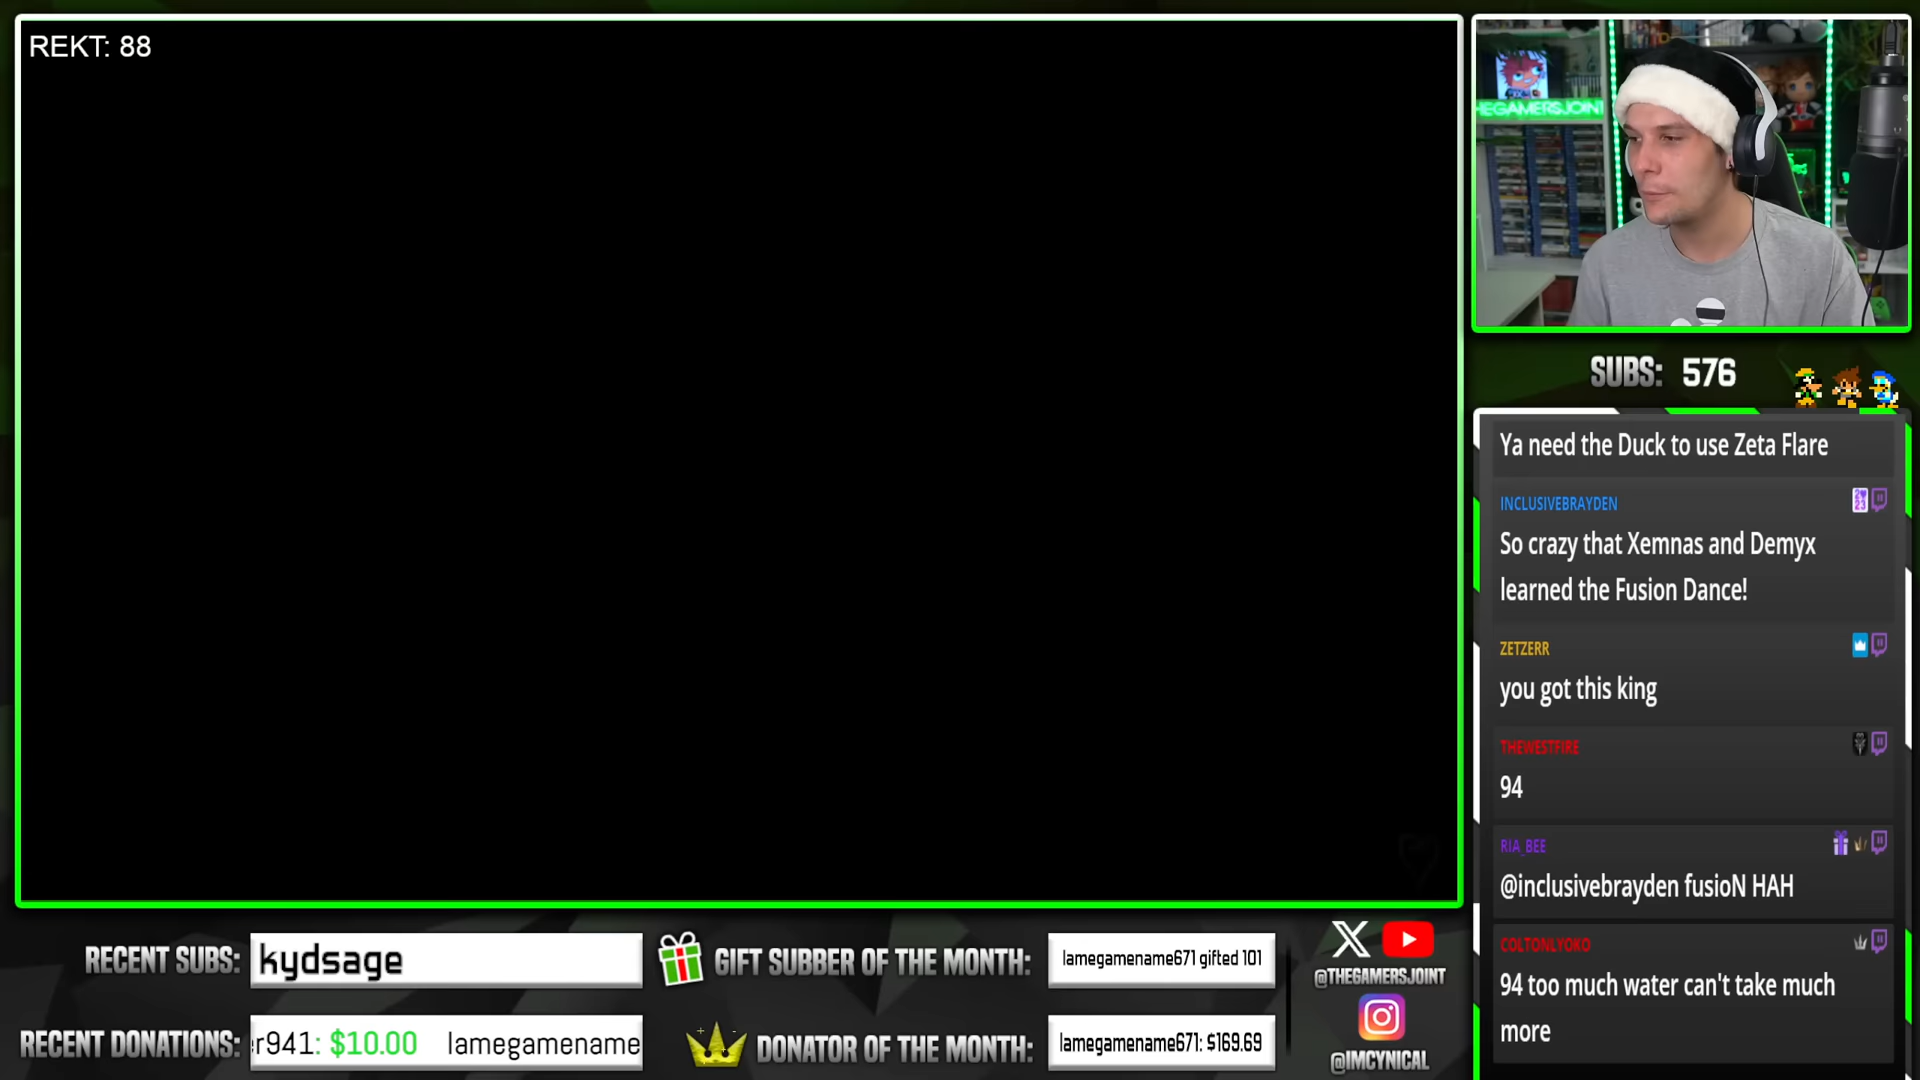 REKT: 88
THEGAMERSJOINT
SUBS: 576
Ya need the Duck to use Zeta Flare
INCLUSIVEBRAYDEN
So crazy that Xemnas and Demyx
learned the Fusion Dance!
ZETZERR
you got this king
THEWESTFIRE
94
RIA_BEE
@inclusivebrayden fusioN HAH
COLTONLYOKO
94 too much water can't take much
more
RECENT SUBS: kydsage
GIFT SUBBER OF THE MONTH: lamegamename671 gifted 101
@THEGAMERSJOINT
RECENT DONATIONS: r941: $10.00 lamegamename
DONATOR OF THE MONTH: lamegamename671: $169.69
@IMCYNICAL